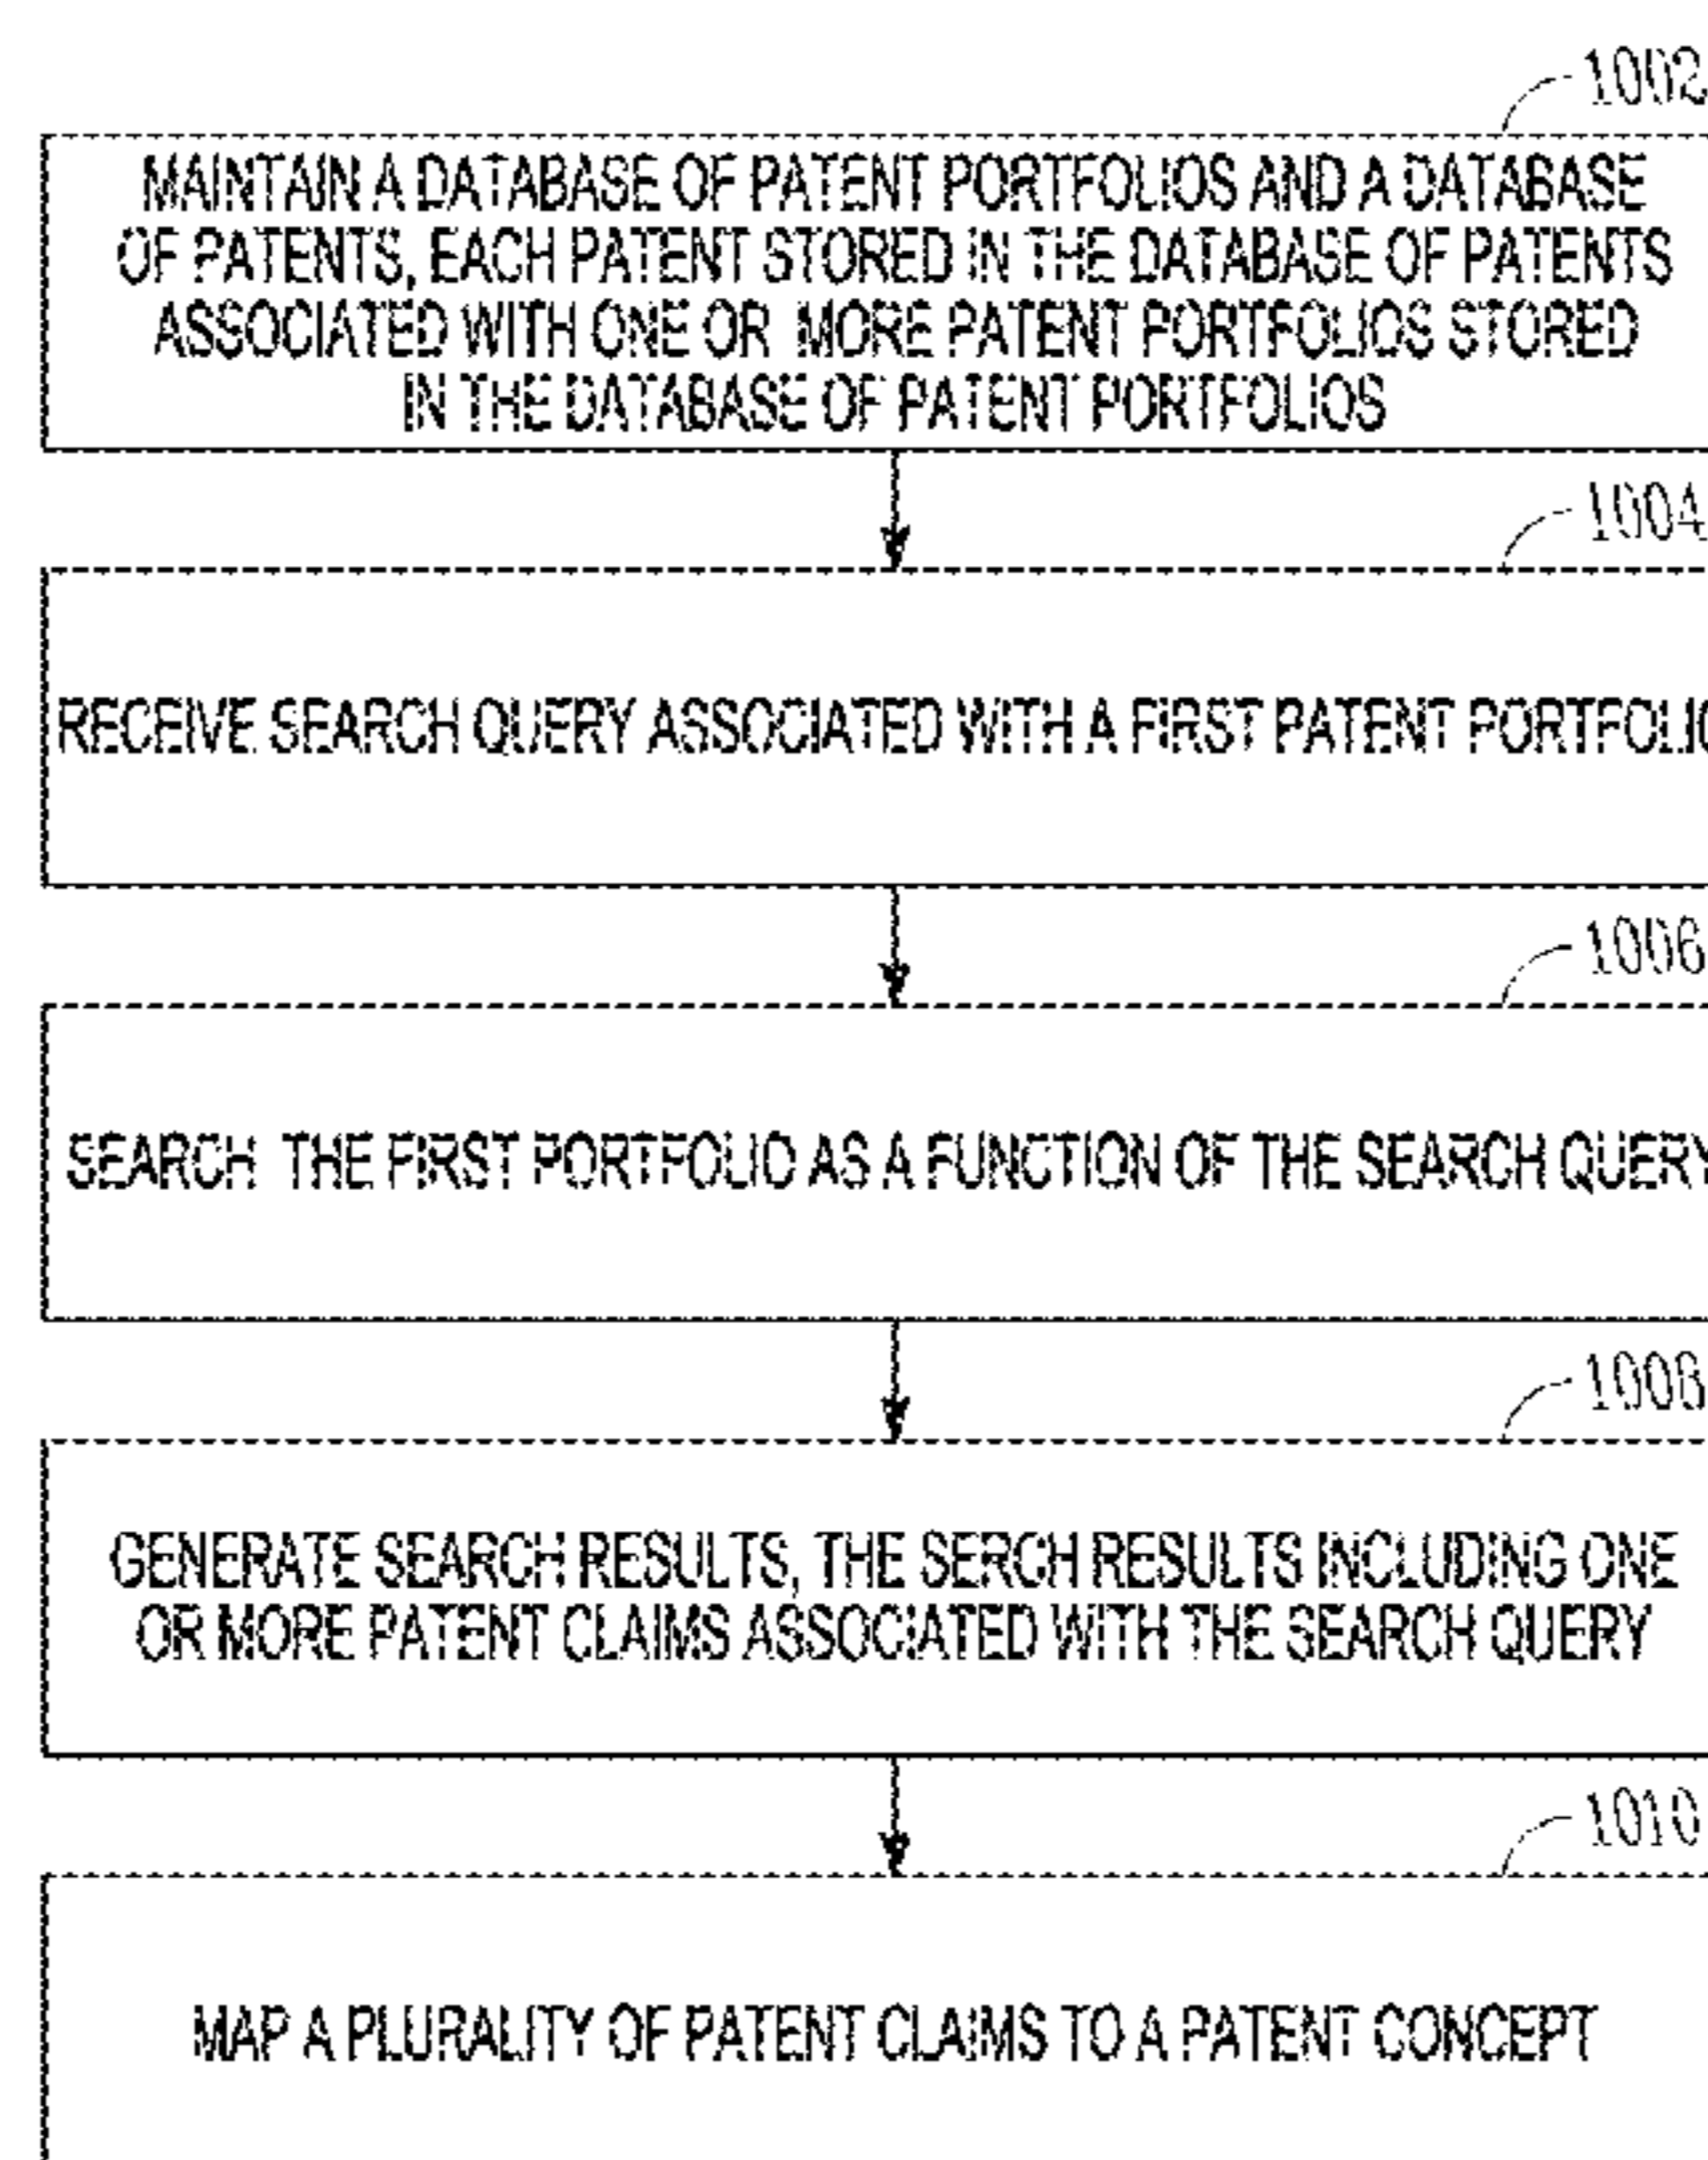 1002
MAINTAIN A DATABASE OF PATENT PORTFOLIOS AND A DATABASE
OF PATENTS, EACH PATENT STORED IN THE DATABASE OF PATENTS
ASSOCIATED WITH ONE OR MORE PATENT PORTFOLIOS STORED
IN THE DATABASE OF PATENT PORTFOLIOS
1004
RECEIVE SEARCH QUERY ASSOCIATED WITH A FIRST PATENT PORTFOLIO
1006
SEARCH THE FIRST PORTFOLIO AS A FUNCTION OF THE SEARCH QUERY
1008
GENERATE SEARCH RESULTS, THE SERCH RESULTS INCLUDING ONE
OR MORE PATENT CLAIMS ASSOCIATED WITH THE SEARCH QUERY
1010
MAP A PLURALITY OF PATENT CLAIMS TO A PATENT CONCEPT